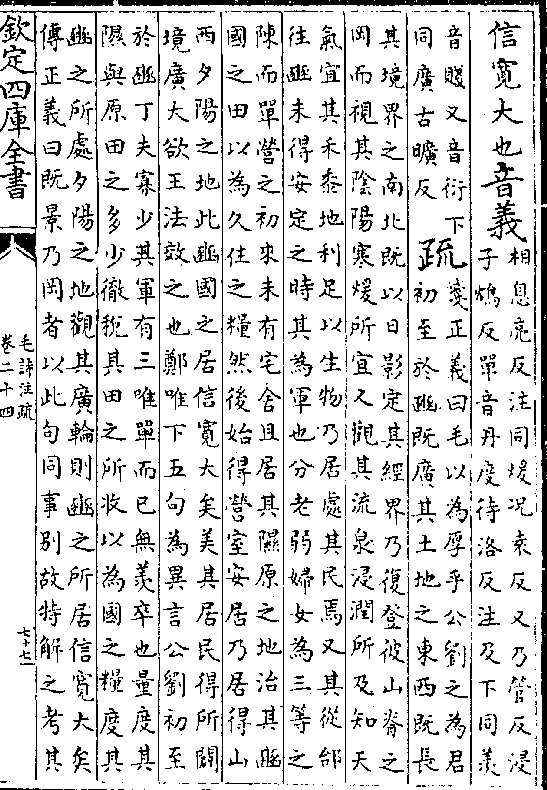 信寛大也音義相息亮反注同煖况袁反又乃管反浸
子鴆反單音丹度待洛反注及下同羨
音賤又音衍下
同廣古曠反
疏箋正義曰毛以為厚乎公劉之為君
初至於豳既廣其土地之東西既長
其境界之南北既以日影定其經界乃復登彼山脊之
岡而視其陰陽寒煖所宜又觀其流泉浸潤所及知天
氣宜其禾黍地利足以生物乃居處其民焉又其從邰
往豳未得安定之時其為軍也分老弱婦女為三等之
陳而單營之初來未有宅舎且居其隰原之地治其豳
國之田以為久住之糧然後始得營室安居乃居得山
西夕陽之地此豳國之居信寛大矣美其居民得所闢
境廣大欲王法效之也鄭唯下五句為異言公劉初至
於豳丁夫寡少其軍有三唯單而已無羨卒也量度其
隰與原田之多少徹税其田之所收以為國之糧度其
豳之所處夕陽之地觀其廣輪則豳之所居信寛大矣
傳正義曰既景乃岡者以此句同事别故特解之考其
欽定四庫全書
毛詩注疏
卷二十四
七十七